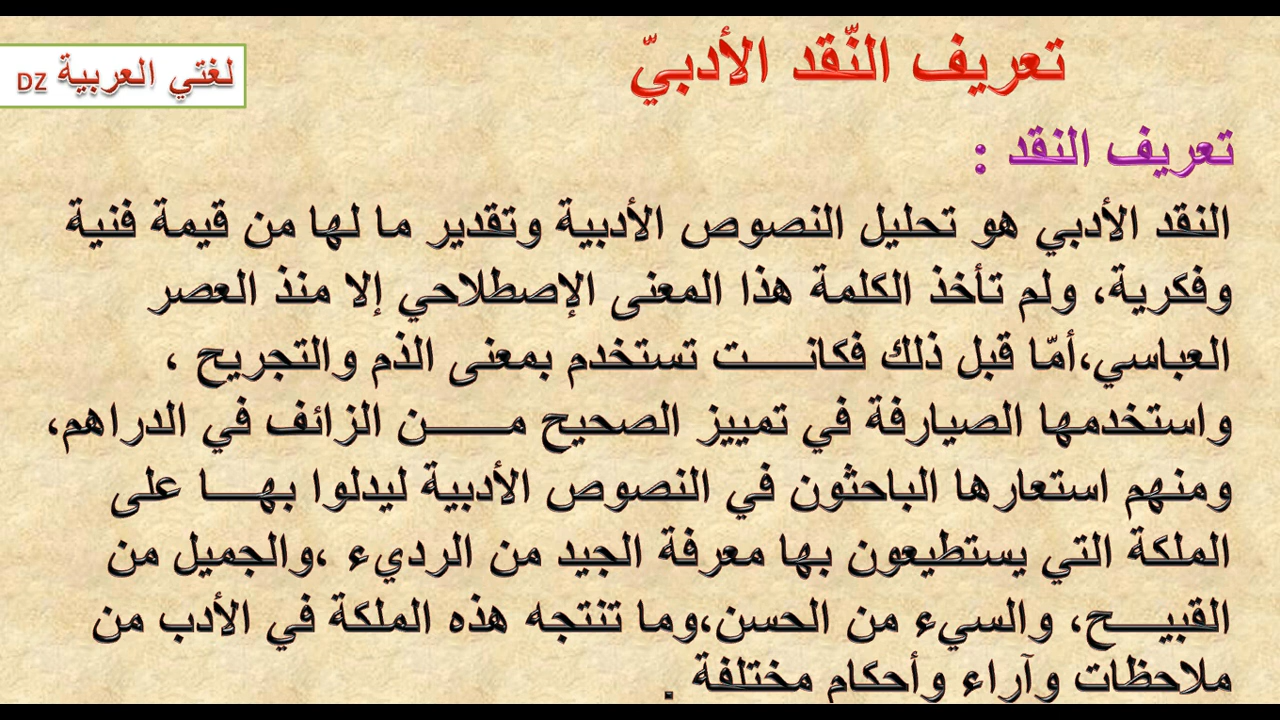 تعريف النّقد الأدبيّ
لغتي العربية DZ
تعريف النقد :
النقد الأدبي هو تحليل النصوص الأدبية وتقدير ما لها من قيمة فنية
وفكرية، ولم تأخذ الكلمة هذا المعنى الإصطلاحي إلا منذ العصر
العباسي،أمّا قبل ذلك فكانـــت تستخدم بمعنى الذم والتجريح ،
واستخدمها الصيارفة في تمييز الصحيح مـــن الزائف في الدراهم،
ومنهم استعارها الباحثون في النصوص الأدبية ليدلوا بهـــا على
الملكة التي يستطيعون بها معرفة الجيد من الرديء ،والجميل من
القبيـــح، والسيء من الحسن،وما تنتجه هذه الملكة في الأدب من
ملاحظات وآراء وأحكام مختلفة .